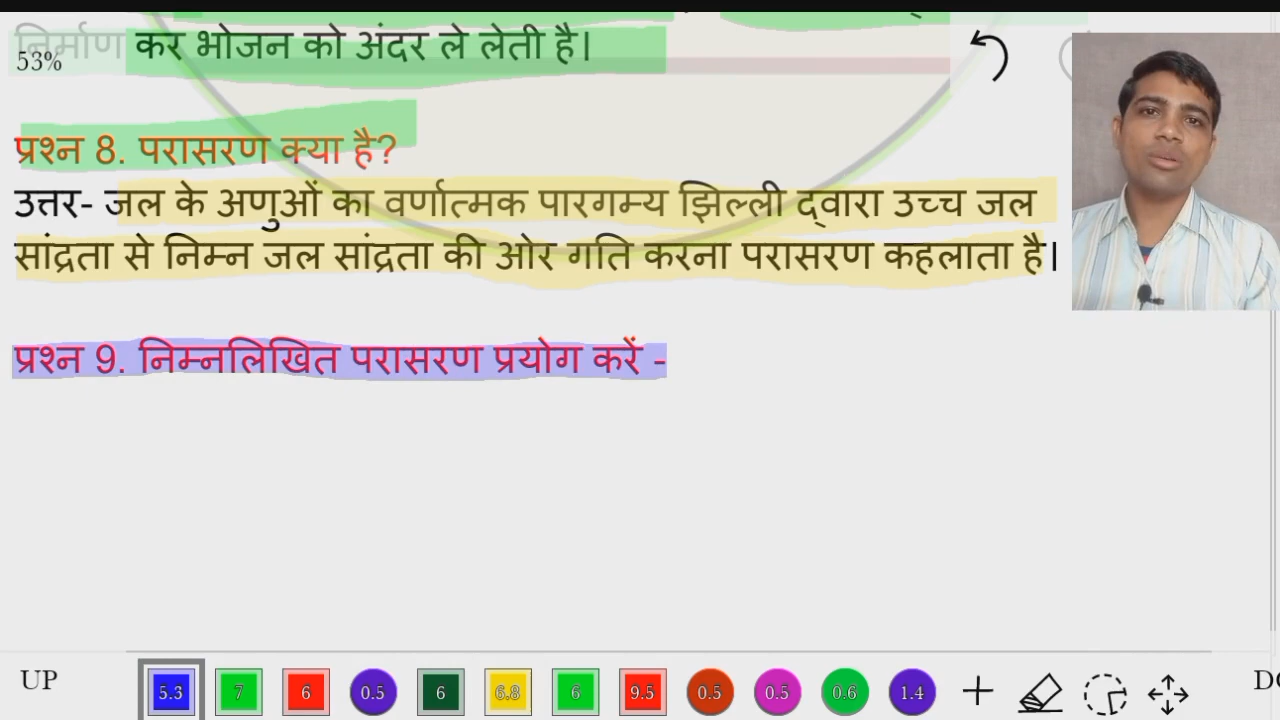 निर्माण कर भोजन को अंदर ले लेती है।
53%
प्रश्न 8. परासरण क्या है?
उत्तर- जल के अणुओं का वर्णात्मक पारगम्य झिल्ली द्वारा उच्च जल
सांद्रता से निम्न जल सांद्रता की ओर गति करना परासरण कहलाता है।
प्रश्न 9. निम्नलिखित परासरण प्रयोग करें -
UP 5.3 7 6 0.5 6 6.8 6 9.5 0.5 0.5 0.6 1.4